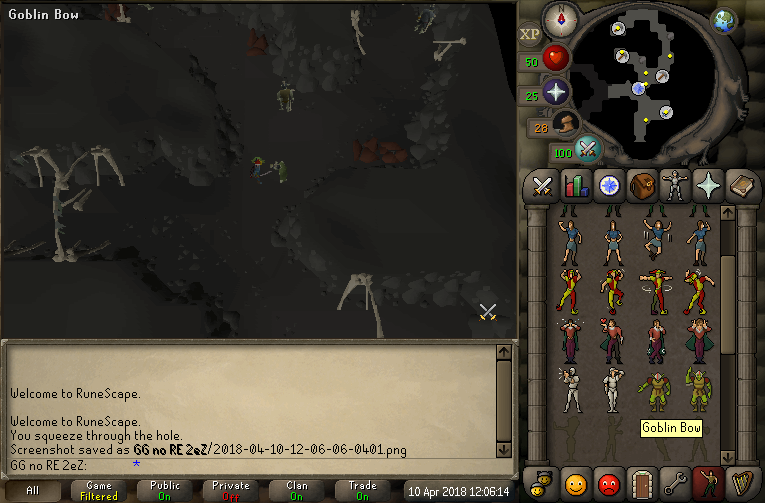 Goblin Bow
XP
50
25
28
100
Goblin Bow
Welcome to RuneScape.
Welcome to RuneScape.
You squeeze through the hole.
Screenshot saved as GG no RE 2eZ/2018-04-10-12-06-06-0401.png
GG no RE 2eZ: *
All
Game
Filtered
Public
On
Private
Off
Clan
On
Trade
On
10 Apr 2018 12:06:14